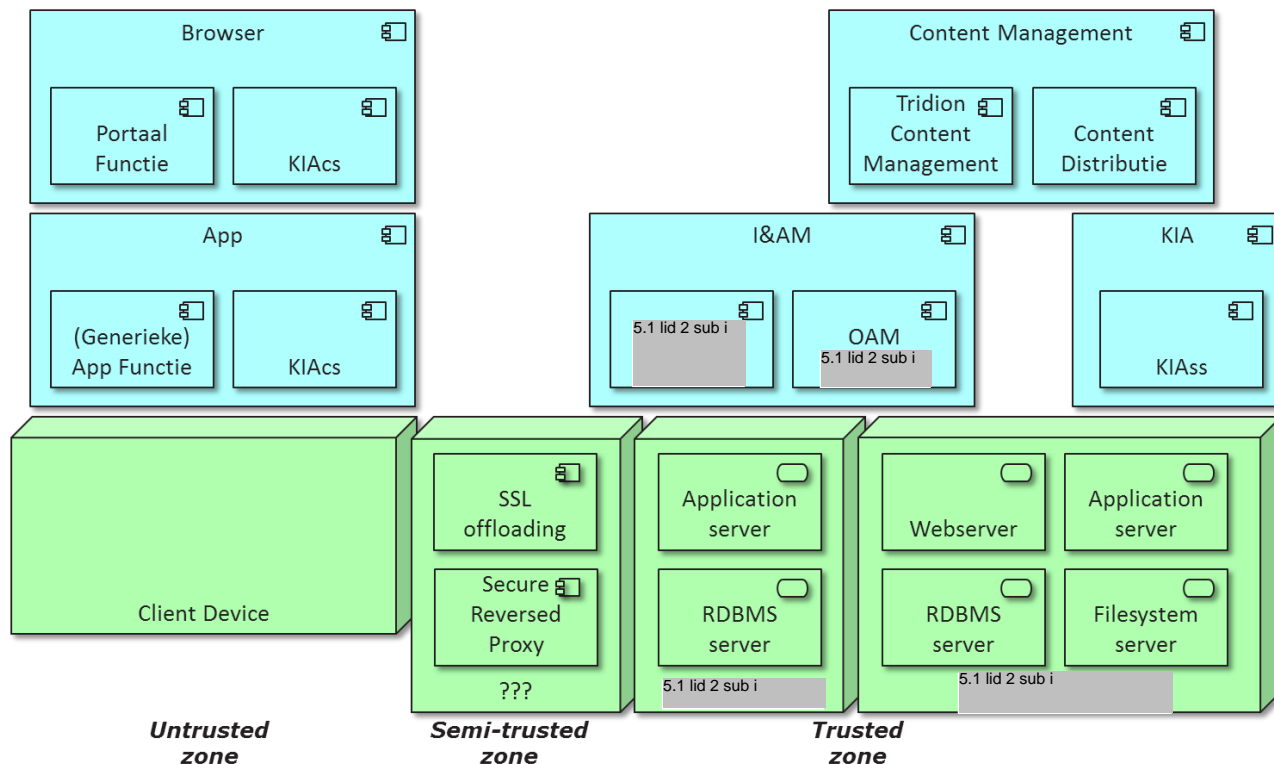 Browser
Portaal
Functie
KIAcs
Content Management
Tridion
Content
Management
Content
Distributie
App
(Generieke)
App Functie
KIAcs
I&AM
5.1 lid 2 sub i
OAM
5.1 lid 2 sub i
KIA
KIAss
Client Device
SSL
offloading
Secure
Reversed
Proxy
???
Application
server
RDBMS
server
5.1 lid 2 sub i
Webserver
Application
server
RDBMS
server
Filesystem
server
5.1 lid 2 sub i
Untrusted
zone
Semi-trusted
zone
Trusted
zone